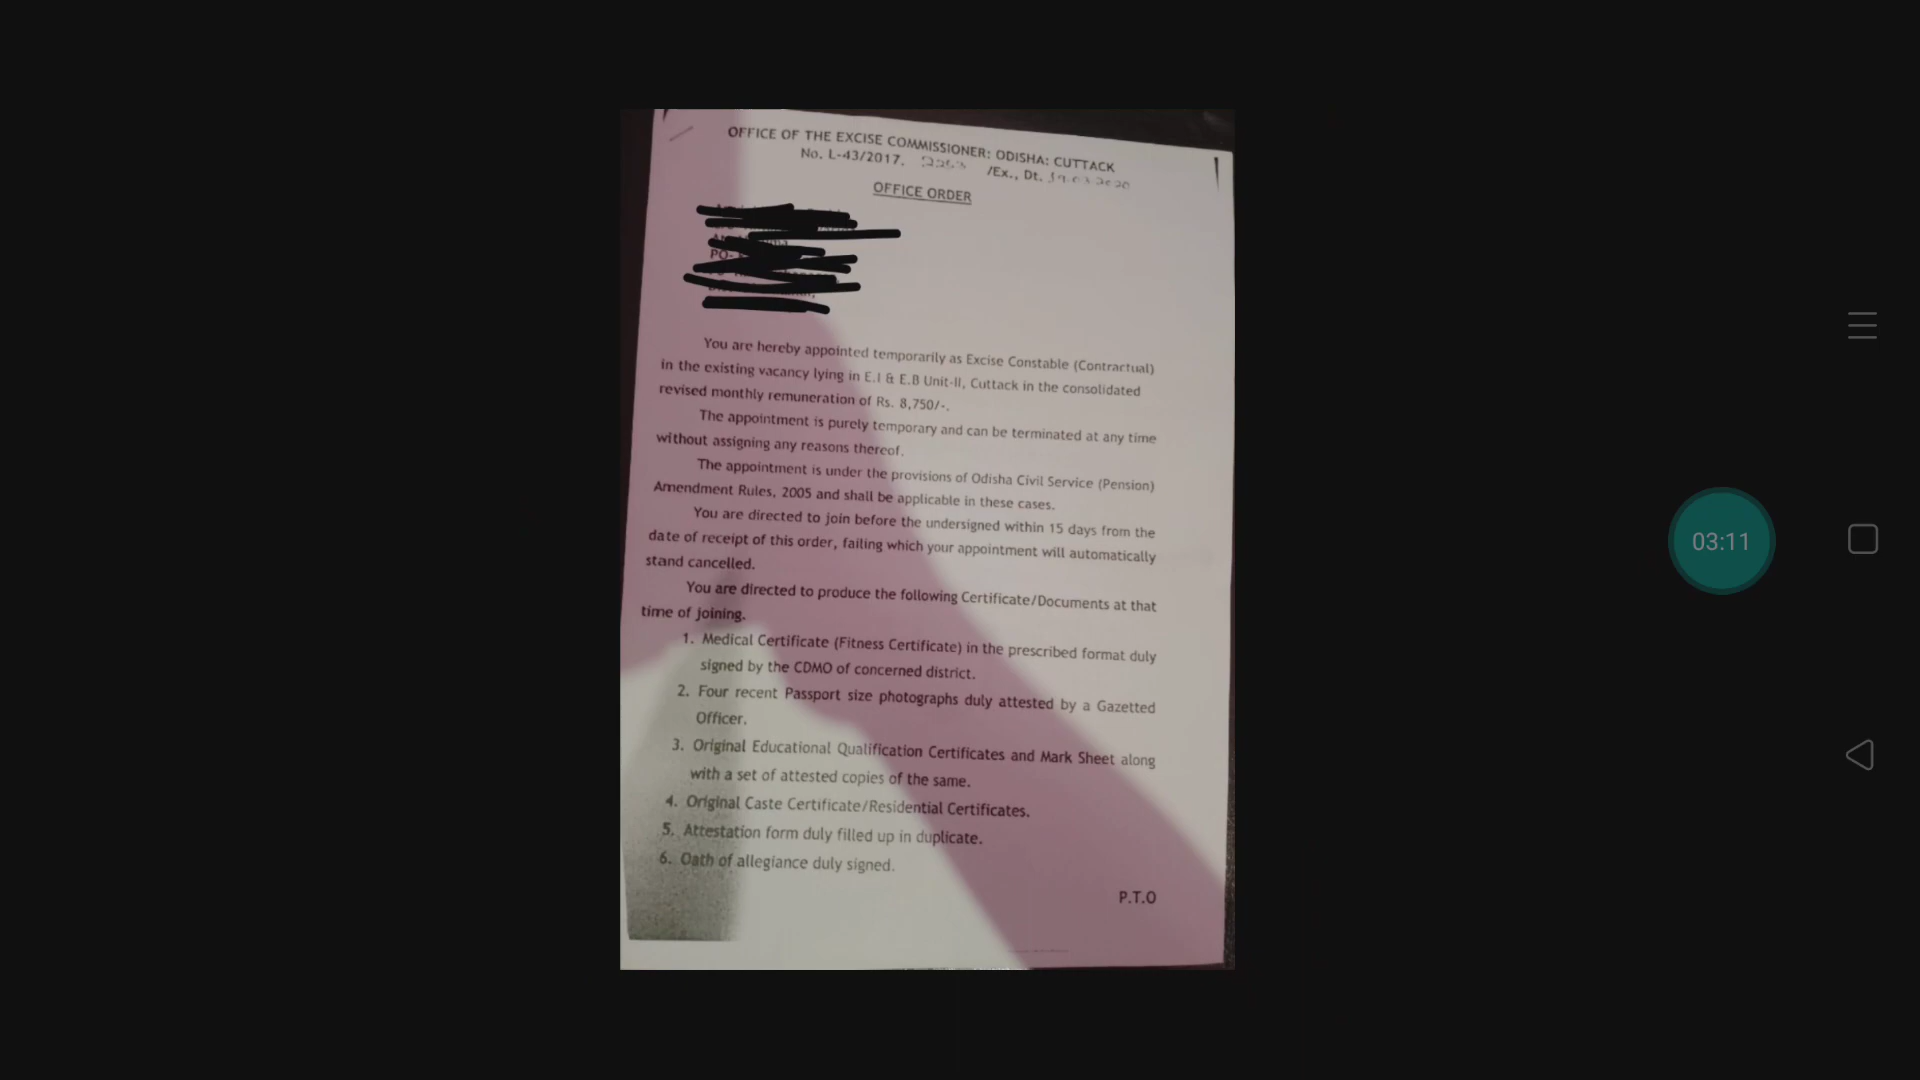 OFFICE OF THE EXCISE COMMISSIONER: ODISHA: CUTTACK
No. L-43/2017. /Ex., Dt. 19.03.2020
OFFICE ORDER
PO-
You are hereby appointed temporarily as Excise Constable (Contractual)
in the existing vacancy lying in E.I & E.B Unit-II, Cuttack in the consolidated
revised monthly remuneration of Rs. 8,750/-.
The appointment is purely temporary and can be terminated at any time
without assigning any reasons thereof.
The appointment is under the provisions of Odisha Civil Service (Pension)
Amendment Rules, 2005 and shall be applicable in these cases.
You are directed to join before the undersigned within 15 days from the
date of receipt of this order, failing which your appointment will automatically
stand cancelled.
You are directed to produce the following Certificate/Documents at that
time of joining.
1. Medical Certificate (Fitness Certificate) in the prescribed format duly
signed by the CDMO of concerned district.
2. Four recent Passport size photographs duly attested by a Gazetted
Officer.
3. Original Educational Qualification Certificates and Mark Sheet along
with a set of attested copies of the same.
4. Original Caste Certificate/Residential Certificates.
5. Attestation form duly filled up in duplicate.
6. Oath of allegiance duly signed.
P.T.O
03:11